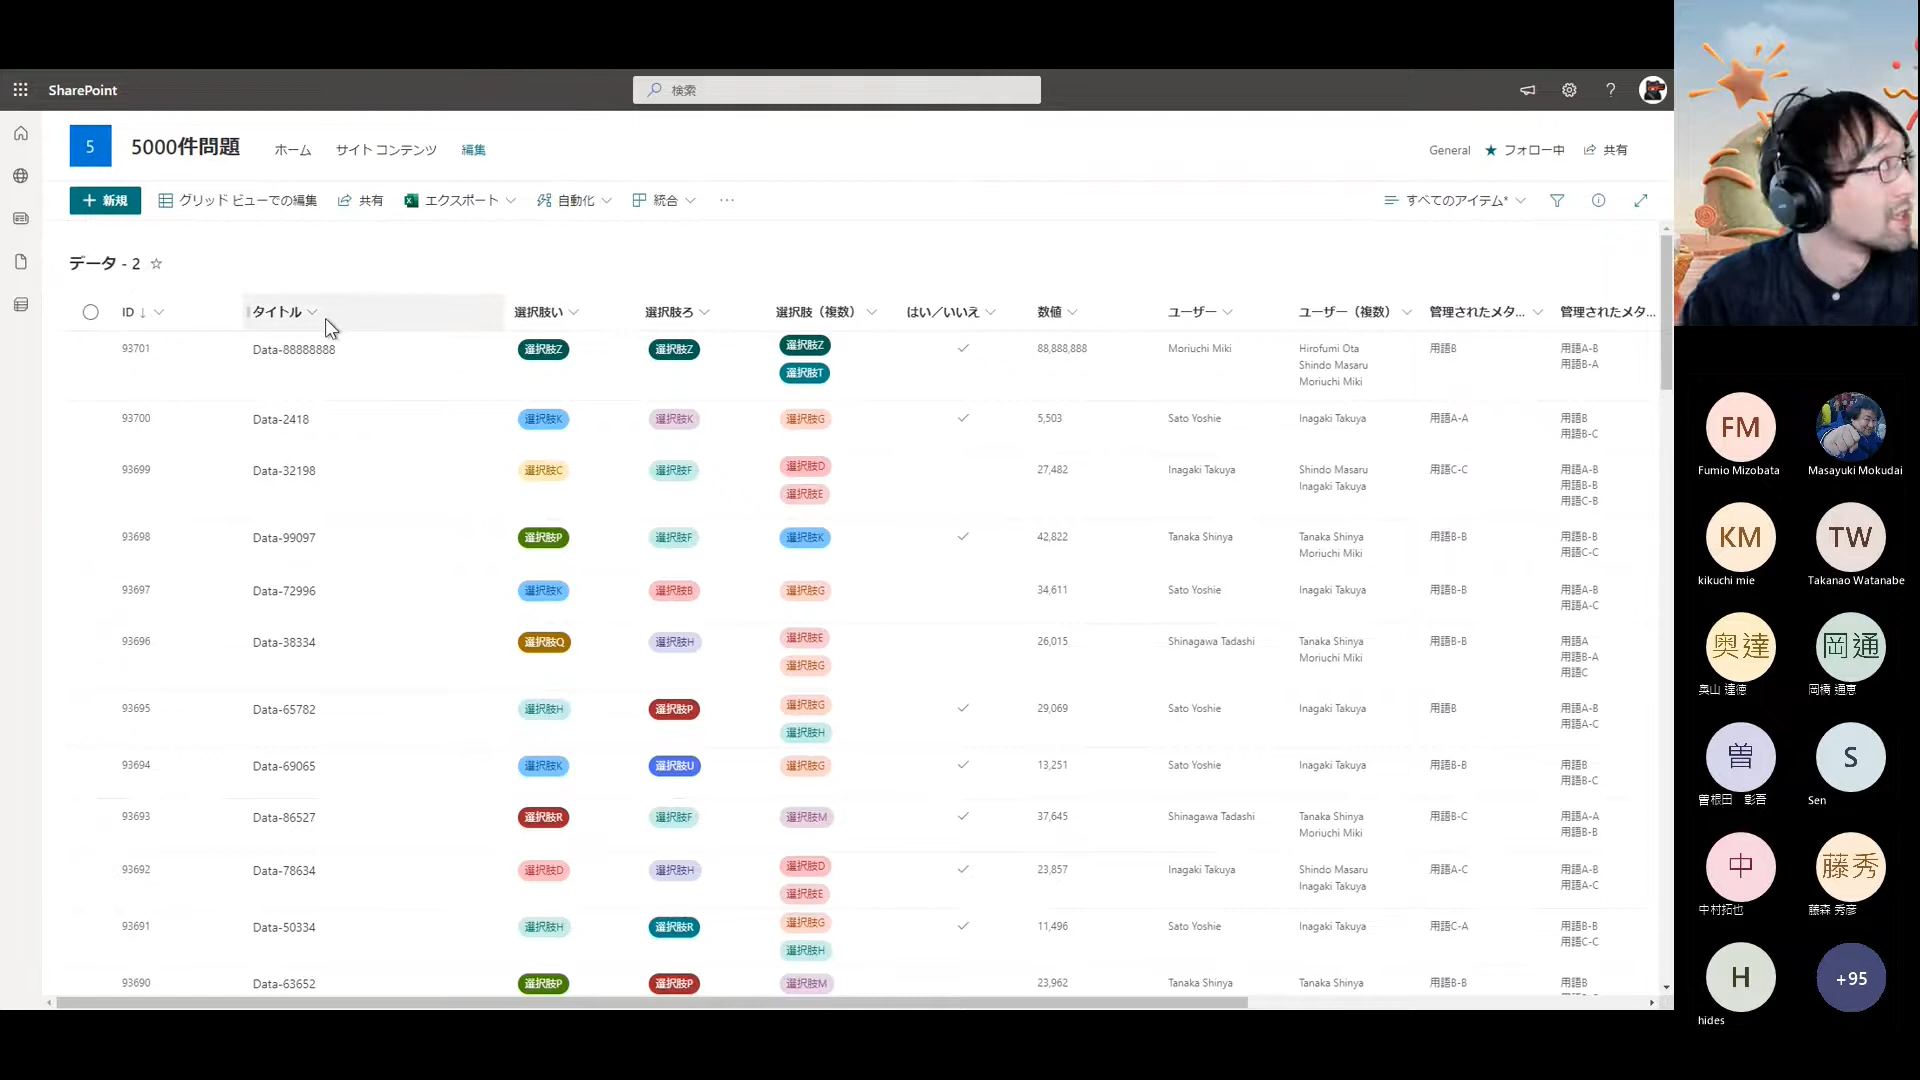 SharePoint
検索
5
5000件問題
ホーム
サイト コンテンツ
編集
General
フォロー中
共有
新規
グリッド ビューでの編集
共有
エクスポート
自動化
統合
すべてのアイテム*
データ - 2
ID タイトル 選択肢い 選択肢ろ 選択肢（複数） はい／いいえ 数値 ユーザー ユーザー（複数） 管理されたメタ... 管理されたメタ...
93701 Data-88888888 選択肢Z 選択肢Z 選択肢Z 88,888,888 Moriuchi Miki Hirofumi Ota 用語B 用語A-B
選択肢T Shindo Masaru 用語B-A
Moriuchi Miki
93700 Data-2418 選択肢K 選択肢K 選択肢G 5,503 Sato Yoshie Inagaki Takuya 用語A-A 用語B
用語B-C
93699 Data-32198 選択肢C 選択肢F 選択肢D 27,482 Inagaki Takuya Shindo Masaru 用語C-C 用語A-B
選択肢E Inagaki Takuya 用語B-B
用語C-B
93698 Data-99097 選択肢P 選択肢F 選択肢K 42,822 Tanaka Shinya Tanaka Shinya 用語B-B 用語B-B
Moriuchi Miki 用語C-C
93697 Data-72996 選択肢K 選択肢B 選択肢G 34,611 Sato Yoshie Inagaki Takuya 用語B-B 用語A-B
用語A-C
93696 Data-38334 選択肢Q 選択肢H 選択肢E 26,015 Shinagawa Tadashi Tanaka Shinya 用語B-B 用語A
選択肢G Moriuchi Miki 用語B-A
用語C
93695 Data-65782 選択肢H 選択肢P 選択肢G 29,069 Sato Yoshie Inagaki Takuya 用語B 用語A-B
選択肢H 用語A-C
93694 Data-69065 選択肢K 選択肢U 選択肢G 13,251 Sato Yoshie Inagaki Takuya 用語B-B 用語B
用語B-C
93693 Data-86527 選択肢R 選択肢F 選択肢M 37,645 Shinagawa Tadashi Tanaka Shinya 用語B-C 用語A-A
Moriuchi Miki 用語B-B
93692 Data-78634 選択肢D 選択肢H 選択肢D 23,857 Inagaki Takuya Shindo Masaru 用語A-C 用語A-B
選択肢E Inagaki Takuya 用語A-C
93691 Data-50334 選択肢H 選択肢R 選択肢G 11,496 Sato Yoshie Inagaki Takuya 用語C-A 用語B-B
選択肢H 用語C-C
93690 Data-63652 選択肢P 選択肢P 選択肢M 23,962 Tanaka Shinya Tanaka Shinya 用語B-B 用語B
FM
Fumio Mizobata
Masayuki Mokudai
KM
kikuchi mie
TW
Takanao Watanabe
奥達
奥山 達徳
岡通
岡橋 通恵
曽
曽根田 彰吾
S
Sen
中
中村拓也
藤秀
藤森 秀彦
H
hides
+95